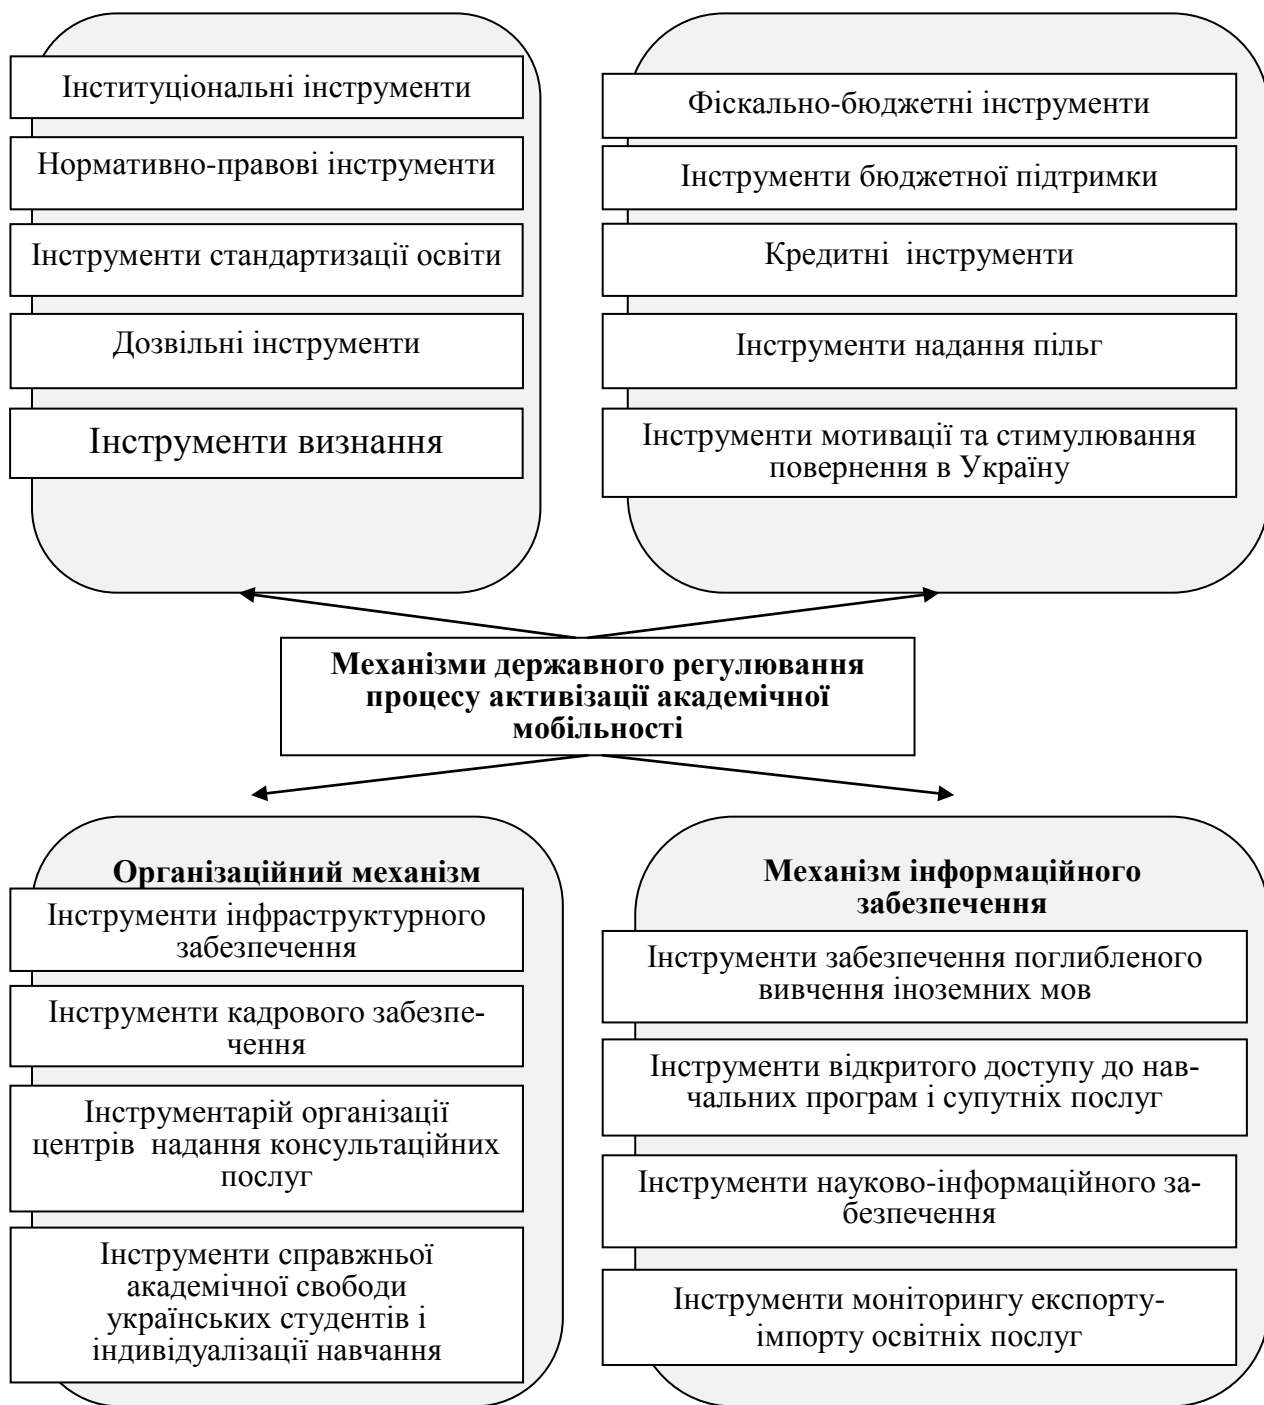 Інституціональні інструменти
Нормативно-правові інструменти
Інструменти стандартизації освіти
Дозвільні інструменти
Інструменти визнання
Фіскально-бюджетні інструменти
Інструменти бюджетної підтримки
Кредитні  інструменти
Інструменти надання пільг
Інструменти мотивації та стимулювання
повернення в Україну
Механізми державного регулювання
процесу активізації академічної
мобільності
Організаційний механізм
Інструменти інфраструктурного
забезпечення
Інструменти кадрового забезпе-
чення
Інструментарій організації
центрів  надання консультаційних
послуг
Інструменти справжньої
академічної свободи
українських студентів і
індивідуалізації навчання
Механізм інформаційного
забезпечення
Інструменти забезпечення поглибленого
вивчення іноземних мов
Інструменти відкритого доступу до нав-
чальних програм і супутніх послуг
Інструменти науково-інформаційного за-
безпечення
Інструменти моніторингу експорту-
імпорту освітніх послуг